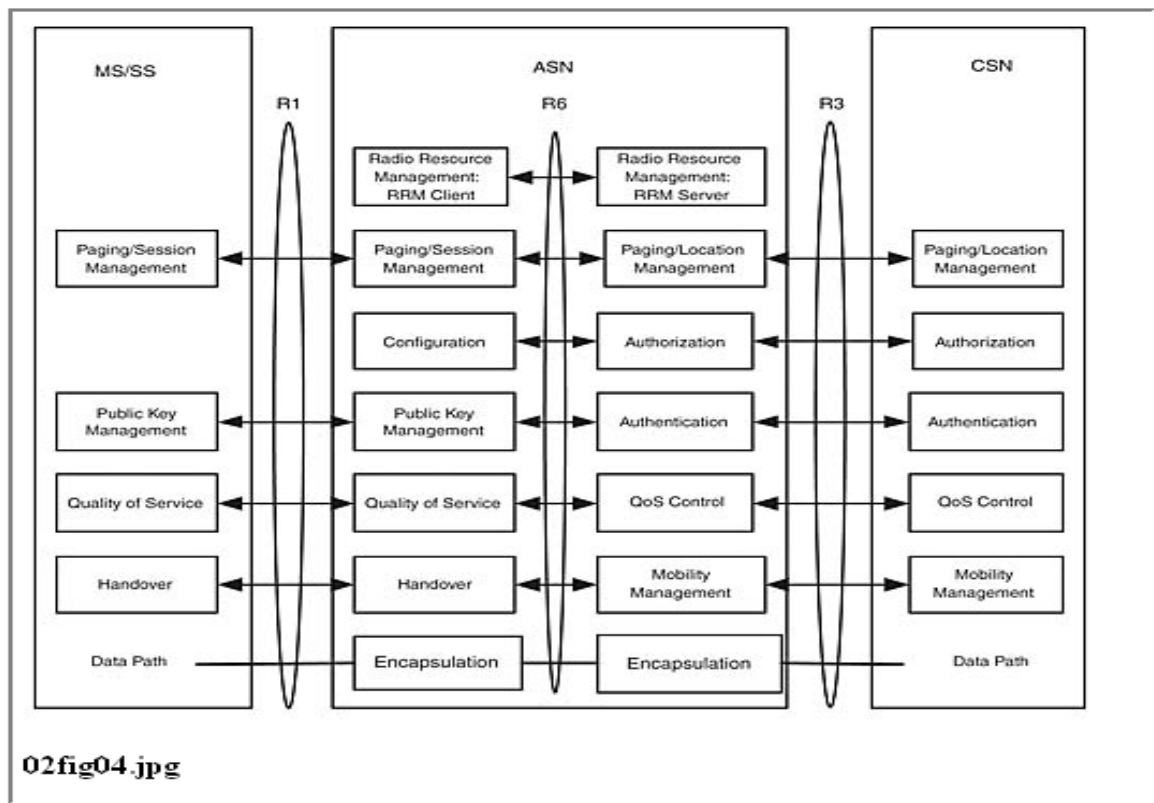 MS/SS
ASN
CSN
R1
R6
R3
Radio Resource
Management:
RRM Client
Radio Resource
Management:
RRM Server
Paging/Session
Management
Paging/Session
Management
Paging/Location
Management
Paging/Location
Management
Configuration
Authorization
Authorization
Public Key
Management
Public Key
Management
Authentication
Authentication
Quality of Service
Quality of Service
QoS Control
QoS Control
Handover
Handover
Mobility
Management
Mobility
Management
Data Path
Encapsulation
Encapsulation
Data Path
02fig04.jpg